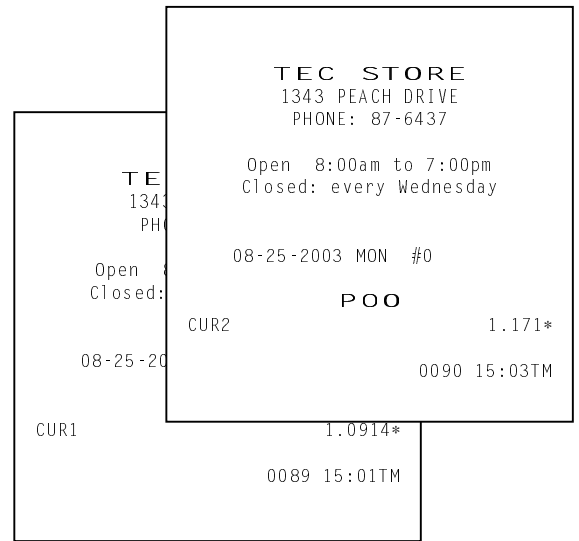 TEC STORE
1343 PEACH DRIVE
PHONE: 87-6437
Open 8:00am to 7:00pm
Closed: every Wednesday
08-25-2003 MON #0
POO
CUR2 1.171*
0090 15:03TM
TE
1343
PH
Open
Closed:
08-25-20
CUR1 1.0914*
0089 15:01TM